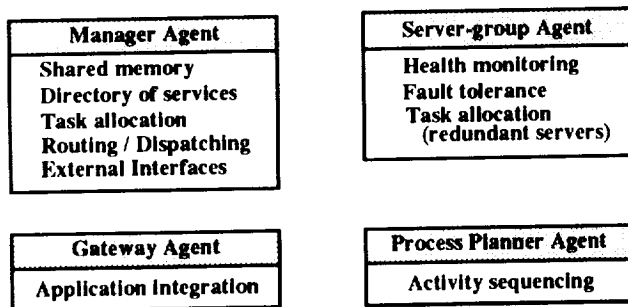 Manager Agent
Shared memory
Directory of services
Task allocation
Routing / Dispatching
External Interfaces
Server-group Agent
Health monitoring
Fault tolerance
Task allocation
(redundant servers)
Gateway Agent
Application integration
Process Planner Agent
Activity sequencing